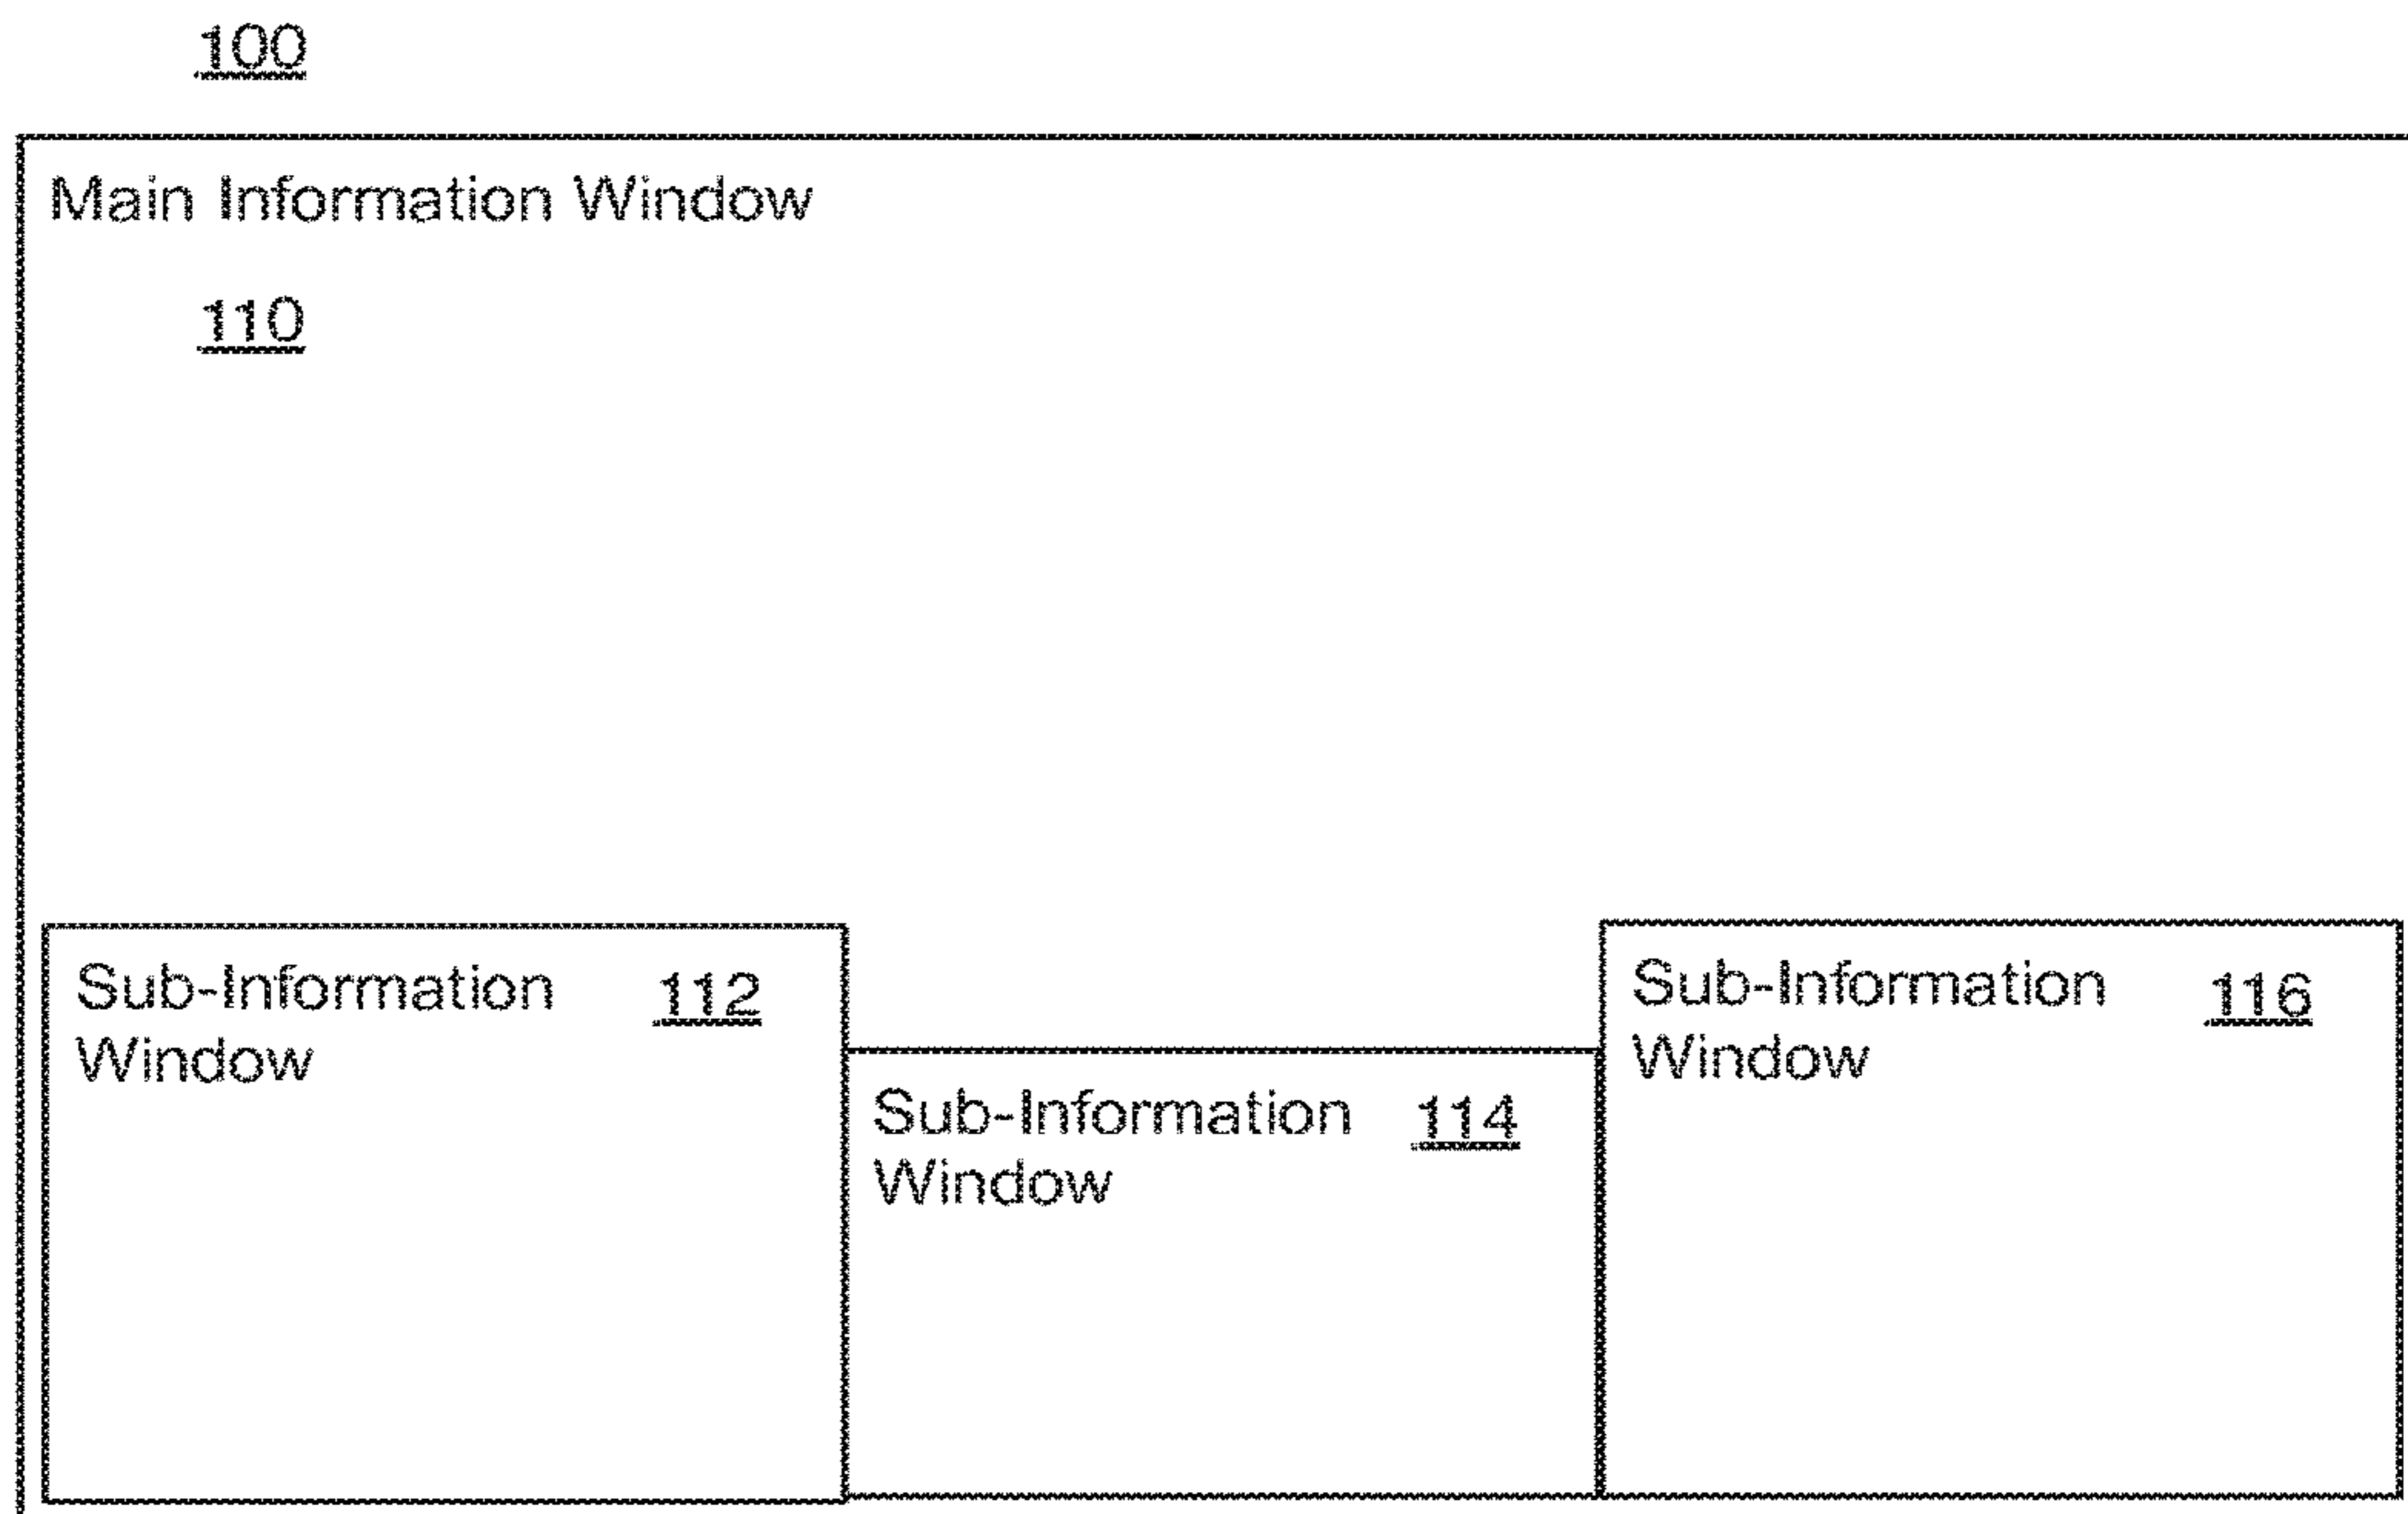 100
Main Information Window
110
Sub-Information 112
Window
Sub-Information 114
Window
Sub-Information 116
Window